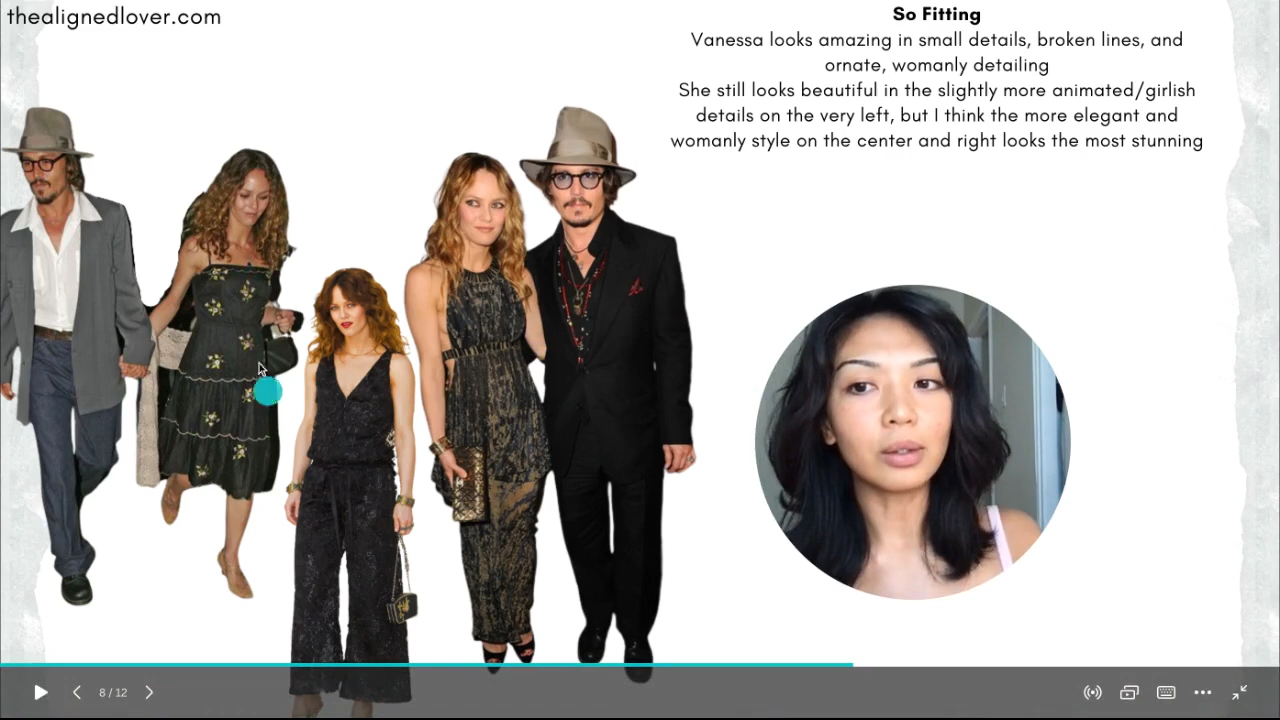 thealignedlover.com
So Fitting
Vanessa looks amazing in small details, broken lines, and
ornate, womanly detailing
She still looks beautiful in the slightly more animated/girlish
details on the very left, but I think the more elegant and
womanly style on the center and right looks the most stunning
8 / 12